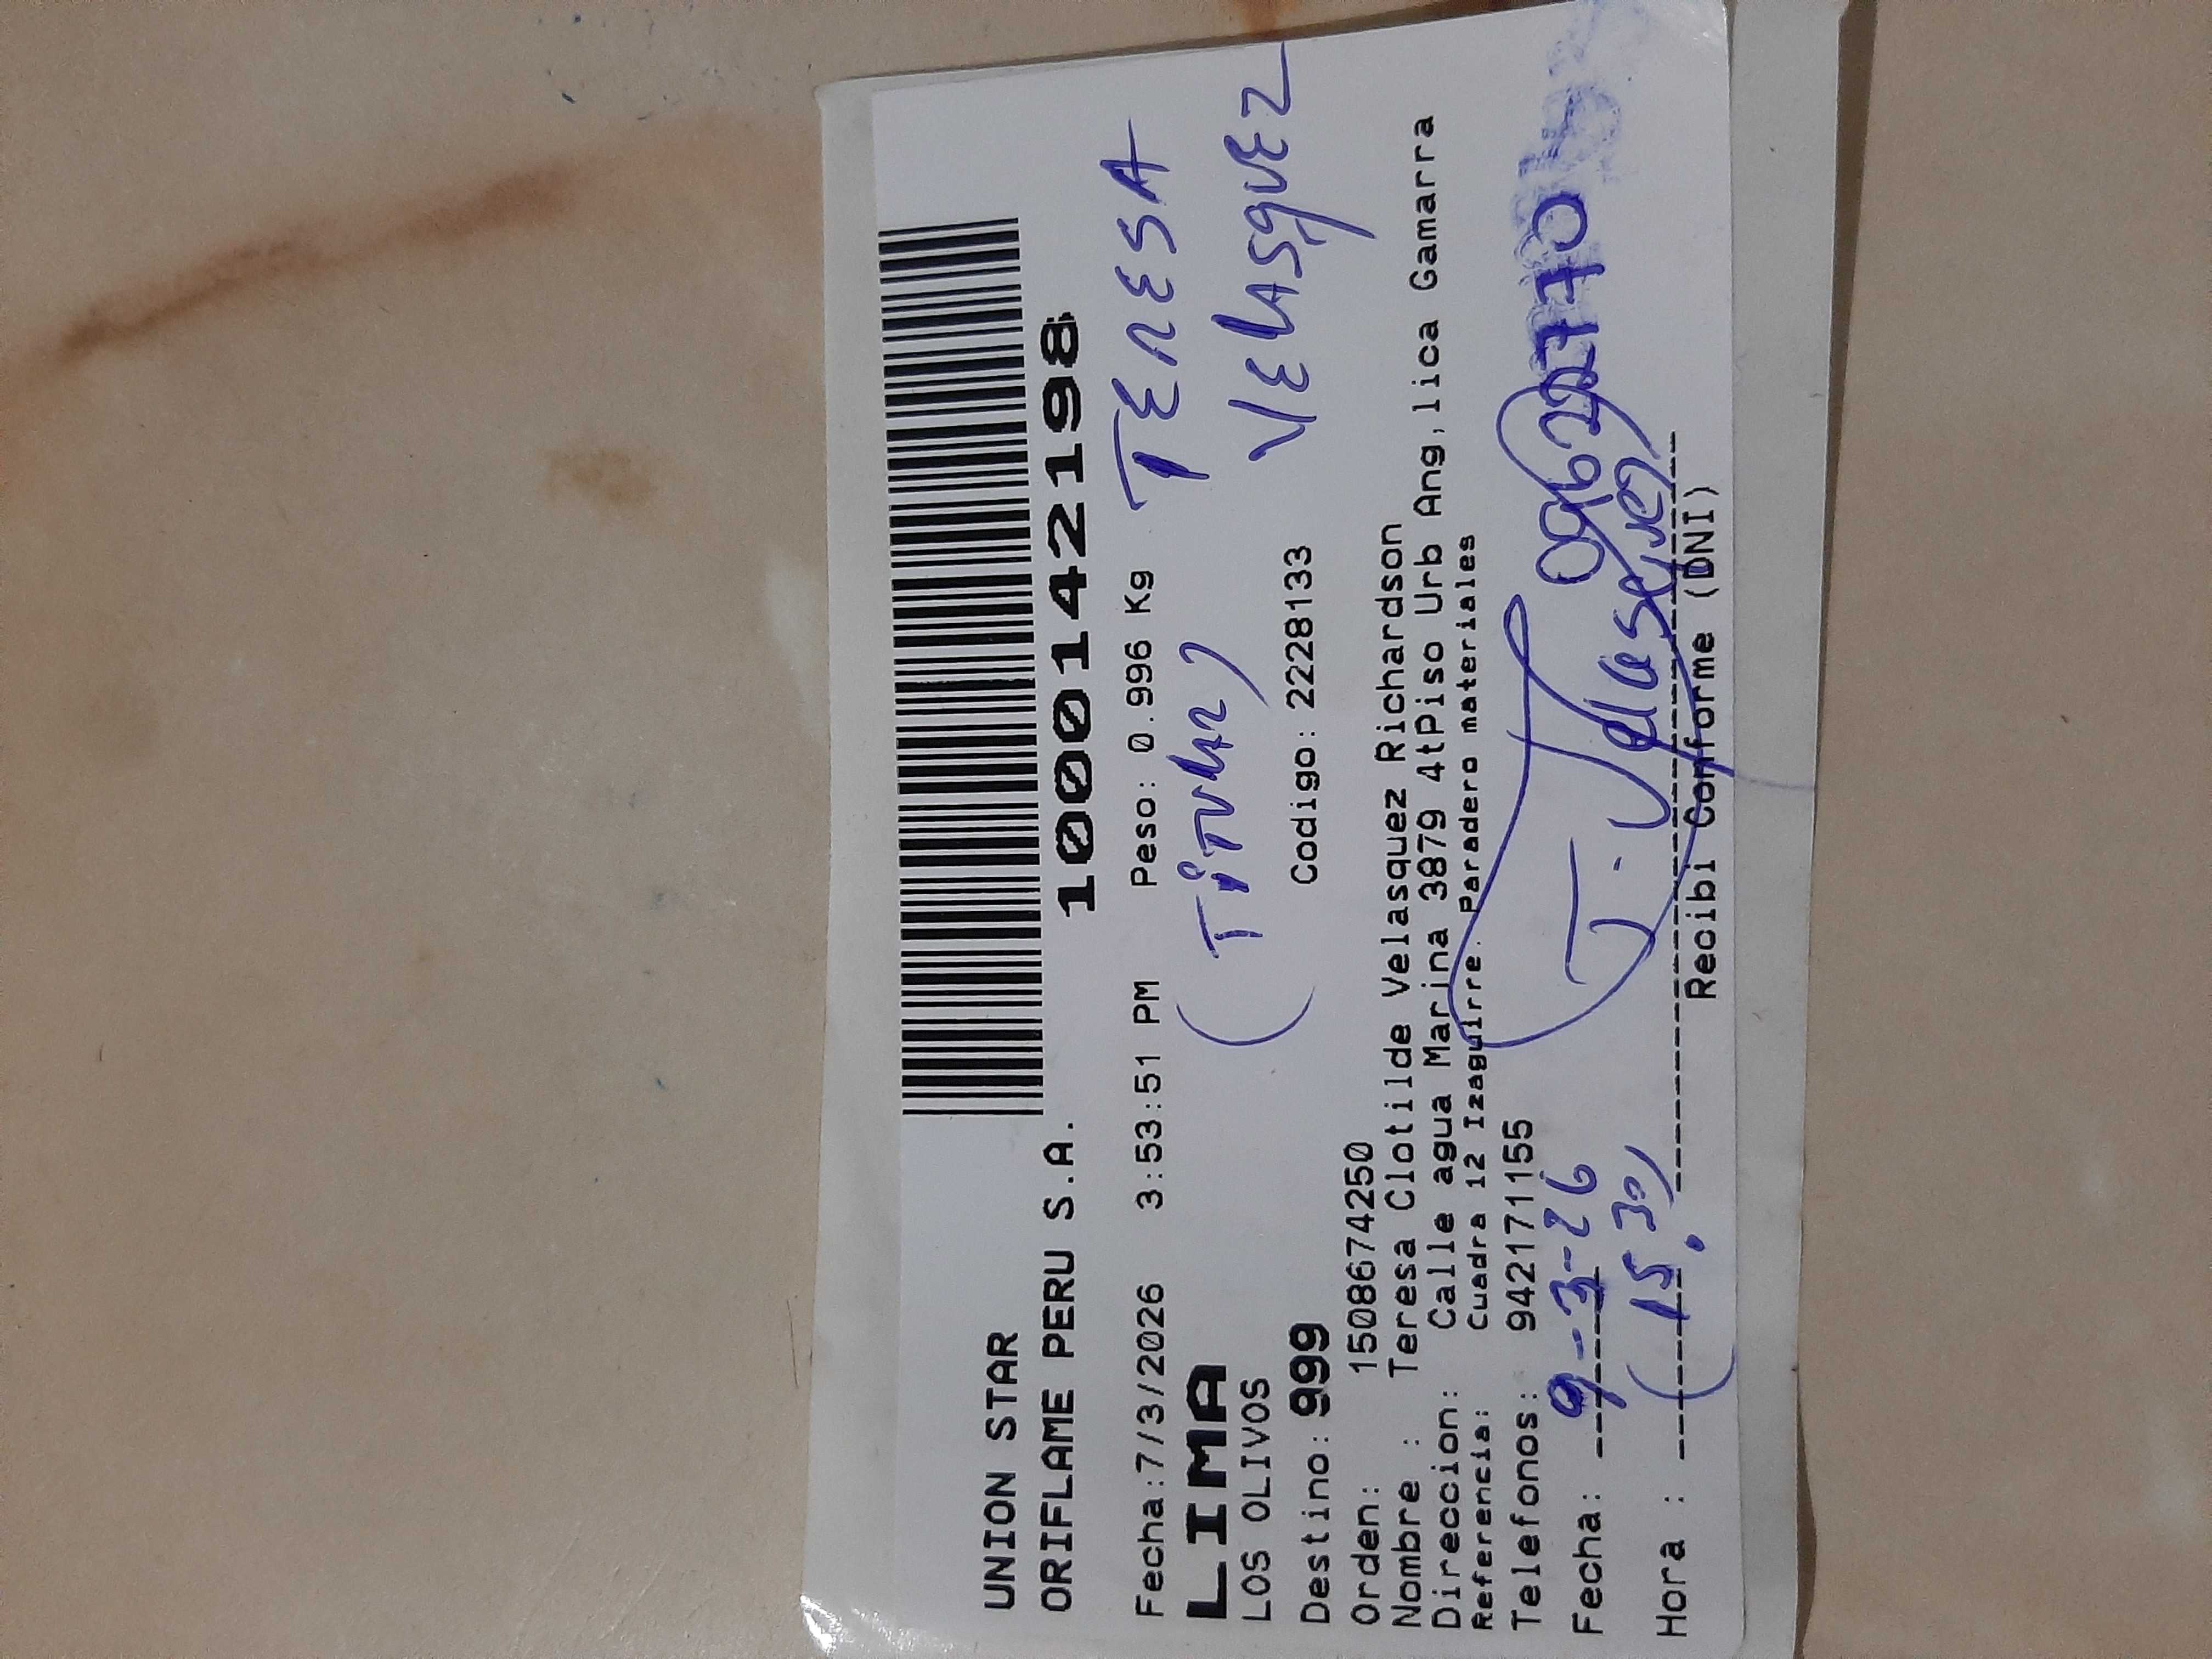 UNION STAR
ORIFLAME PERU S.A.
1000142198
Fecha:7/3/2026 3:53:51 PM Peso: 0.996 Kg TERESA
LIMA (TiTULAR) VELASQUEZ
LOS OLIVOS
Destino: 999 Codigo: 2228133
Orden: 1508674250
Nombre : Teresa Clotilde Velasquez Richardson
Direccion: Calle agua Marina 3879 4tPiso Urb Ang,lica Gamarra
Referencia: Cuadra 12 Izaguirre. Paradero materiales
Telefonos: 942171155
Fecha: 9-3-26
Hora : (15.30)
T. Velasquez
Recibi Conforme (DNI)